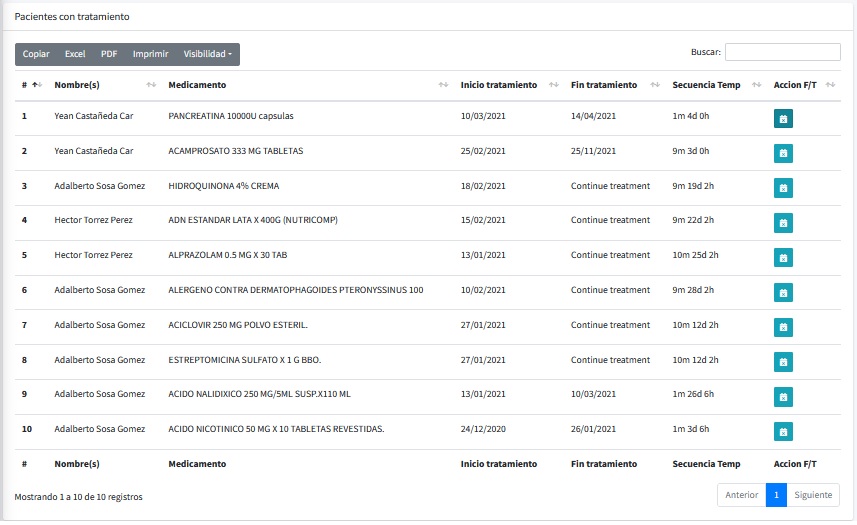 Pacientes con tratamiento
Copiar Excel PDF Imprimir Visibilidad Buscar:
# Nombre(s) Medicamento Inicio tratamiento Fin tratamiento Secuencia Temp Accion F/T
1 Yean Castañeda Car PANCREATINA 10000U capsulas 10/03/2021 14/04/2021 1m 4d 0h
2 Yean Castañeda Car ACAMPROSATO 333 MG TABLETAS 25/02/2021 25/11/2021 9m 3d 0h
3 Adalberto Sosa Gomez HIDROQUINONA 4% CREMA 18/02/2021 Continue treatment 9m 19d 2h
4 Hector Torrez Perez ADN ESTANDAR LATA X 400G (NUTRICOMP) 15/02/2021 Continue treatment 9m 22d 2h
5 Hector Torrez Perez ALPRAZOLAM 0.5 MG X 30 TAB 13/01/2021 Continue treatment 10m 25d 2h
6 Adalberto Sosa Gomez ALERGENO CONTRA DERMATOPHAGOIDES PTERONYSSINUS 100 10/02/2021 Continue treatment 9m 28d 2h
7 Adalberto Sosa Gomez ACICLOVIR 250 MG POLVO ESTERIL. 27/01/2021 Continue treatment 10m 12d 2h
8 Adalberto Sosa Gomez ESTREPTOMICINA SULFATO X 1 G BBO. 27/01/2021 Continue treatment 10m 12d 2h
9 Adalberto Sosa Gomez ACIDO NALIDIXICO 250 MG/5ML SUSP.X110 ML 13/01/2021 10/03/2021 1m 26d 6h
10 Adalberto Sosa Gomez ACIDO NICOTINICO 50 MG X 10 TABLETAS REVESTIDAS. 24/12/2020 26/01/2021 1m 3d 6h
# Nombre(s) Medicamento Inicio tratamiento Fin tratamiento Secuencia Temp Accion F/T
Mostrando 1 a 10 de 10 registros Anterior 1 Siguiente